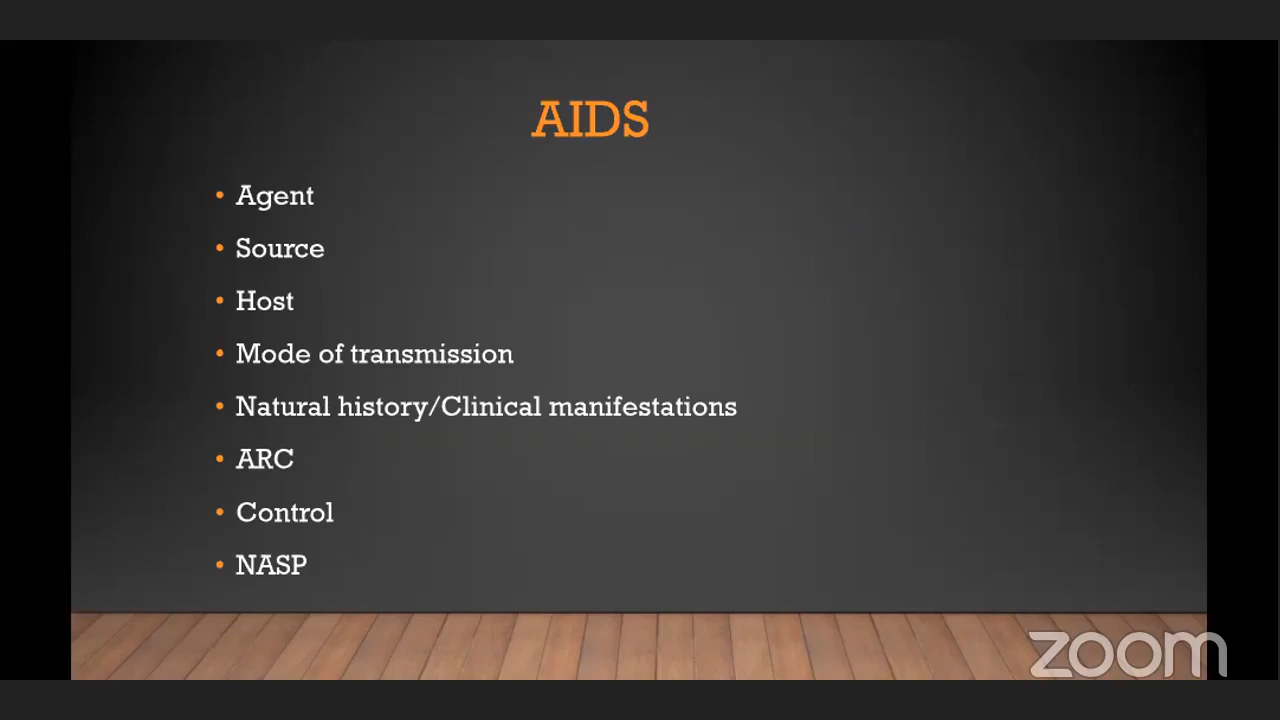 AIDS
• Agent
• Source
• Host
• Mode of transmission
• Natural history/Clinical manifestations
• ARC
• Control
• NASP
zoom